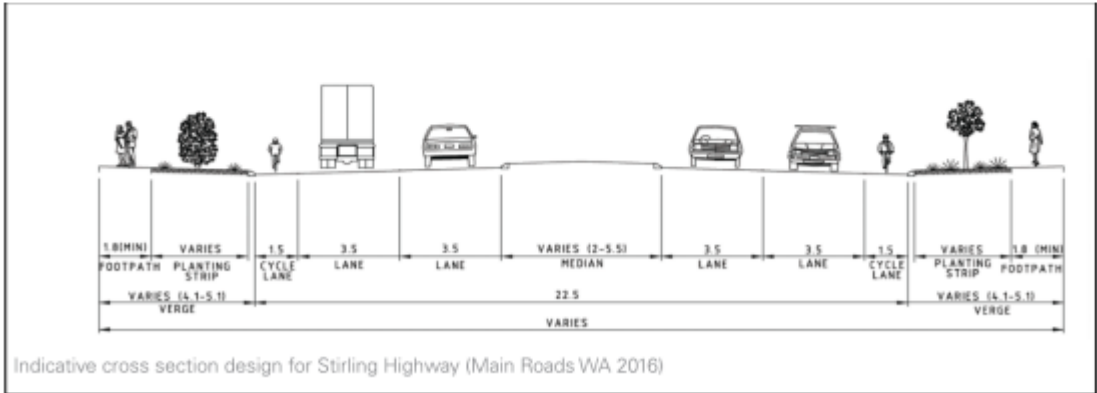 1.8(MIN) VARIES 1.5 3.5 3.5 VARIES (2-5.5) 3.5 3.5 1.5 VARIES 1.8 (MIN)
FOOTPATH PLANTING STRIP CYCLE LANE LANE LANE MEDIAN LANE LANE CYCLE LANE PLANTING STRIP FOOTPATH
VARIES (4.1-5.1) 22.5 VARIES (4.1-5.1)
VERGE VERGE
VARIES
Indicative cross section design for Stirling Highway (Main Roads WA 2016)